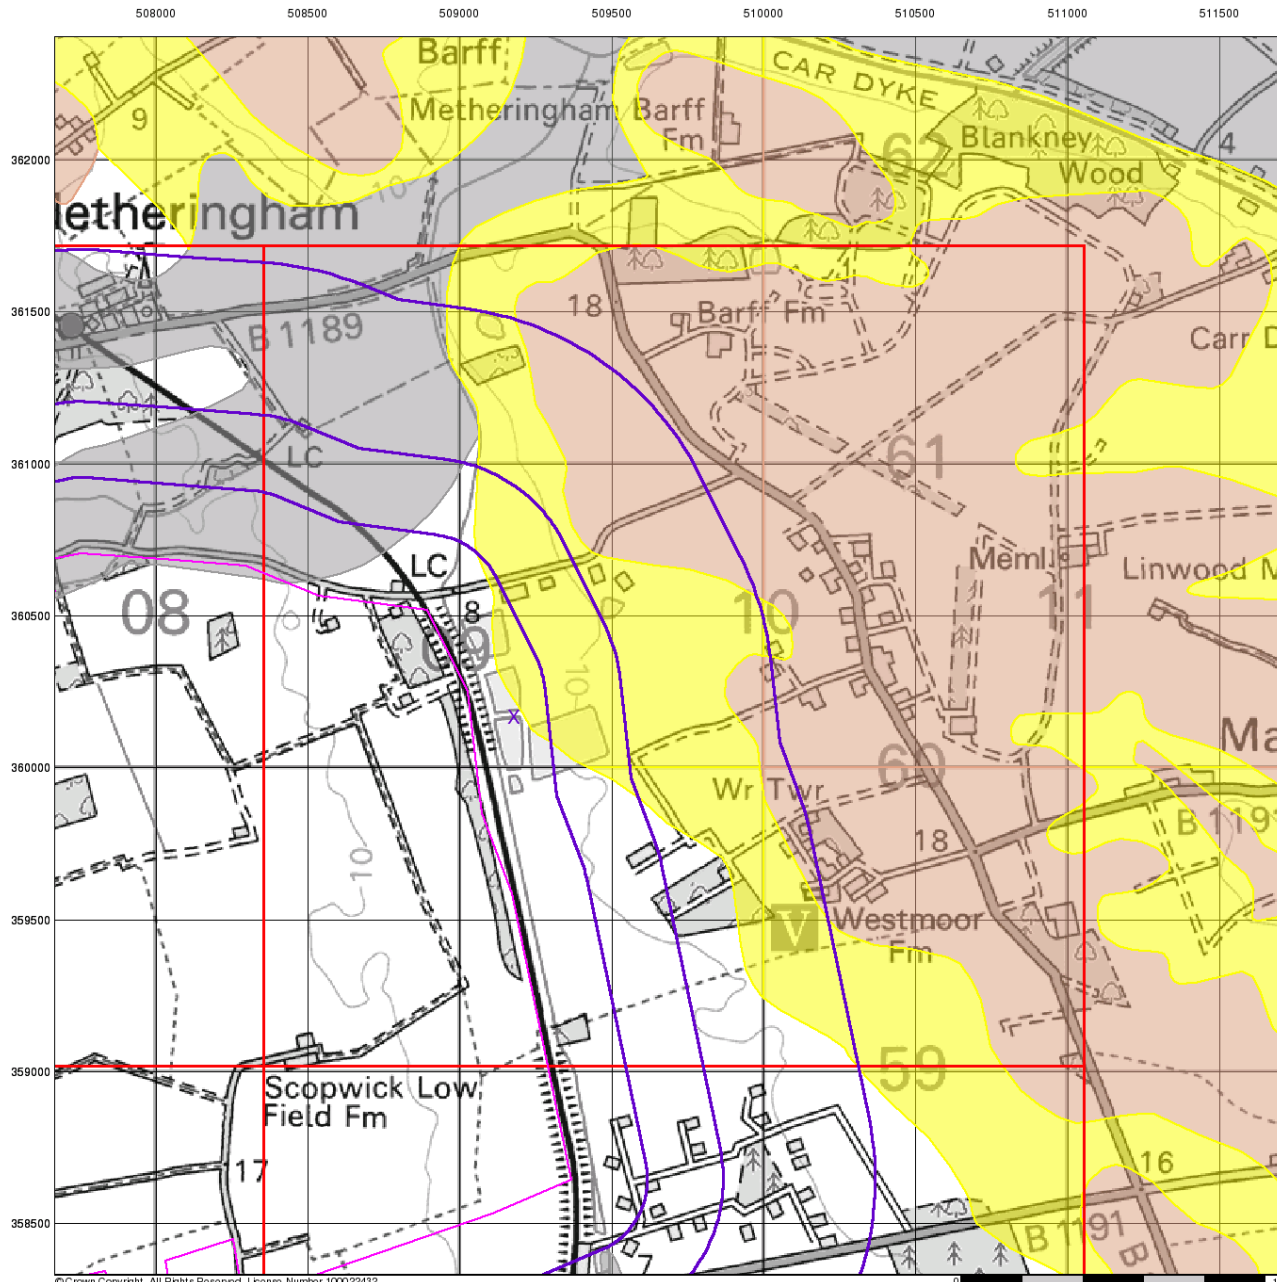 508000 508500 509000 509500 510000 510500 511000 511500
Barff
CAR DYKE
9
Metheringham Barff
Fm
62
Blankney
Wood
4
362000
10
etheringham
18
361500
B 1189
Barff Fm
Carr D
LC
61
361000
LC
Meml
Linwood M
08
8
10
11
360500
09
10
Ma
360000
60
Wr Twr
10
18
B 119
359500
V
Westmoor
Fm
59
359000
Scopwick Low
Field Fm
17
16
358500
B 1191
B
© Crown Copyright. All Rights Reserved. License Number 100022432
0